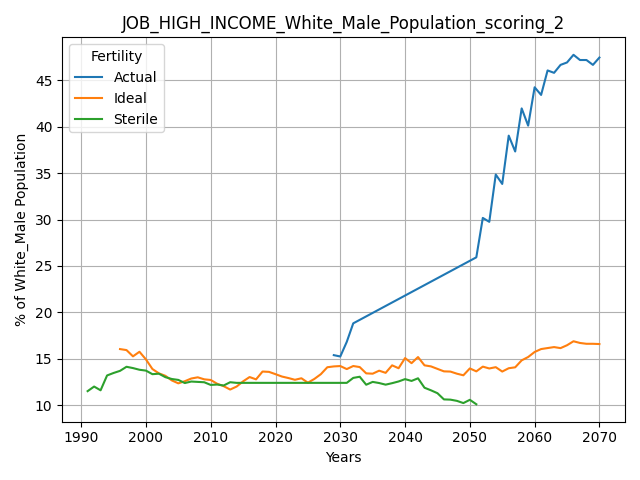 JOB_HIGH_INCOME_White_Male_Population_scoring_2
Fertility
Actual
Ideal
Sterile
% of White_Male Population
45
40
35
30
25
20
15
10
1990 2000 2010 2020 2030 2040 2050 2060 2070
Years